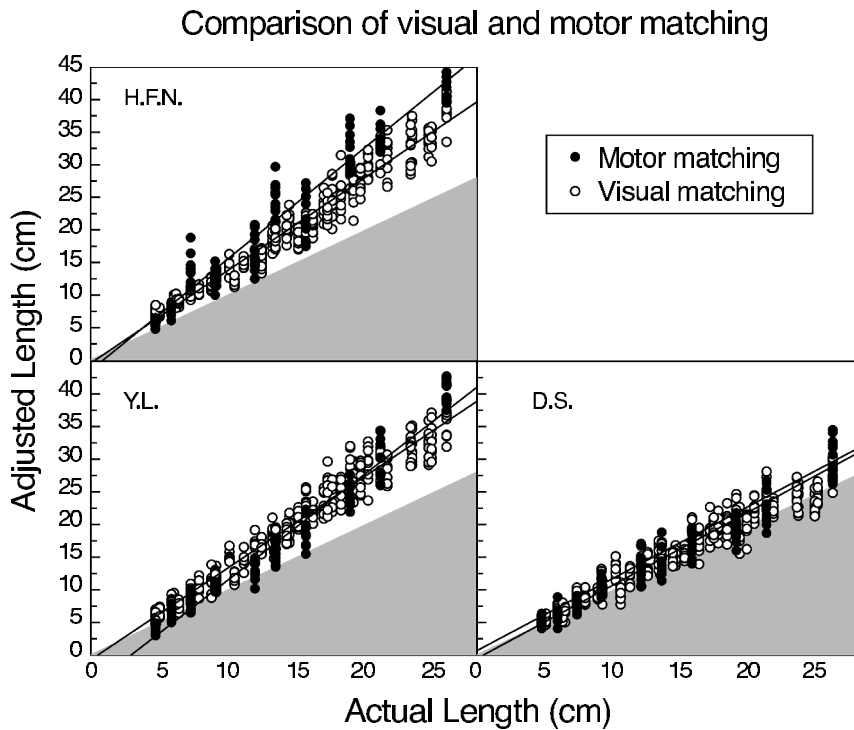 Comparison of visual and motor matching
45
40
35
30
25
20
15
10
5
0
H.F.N.
Motor matching
Visual matching
Adjusted Length (cm)
40
35
30
25
20
15
10
5
0
Y.L.
D.S.
0 5 10 15 20 25 0 5 10 15 20 25
Actual Length (cm)